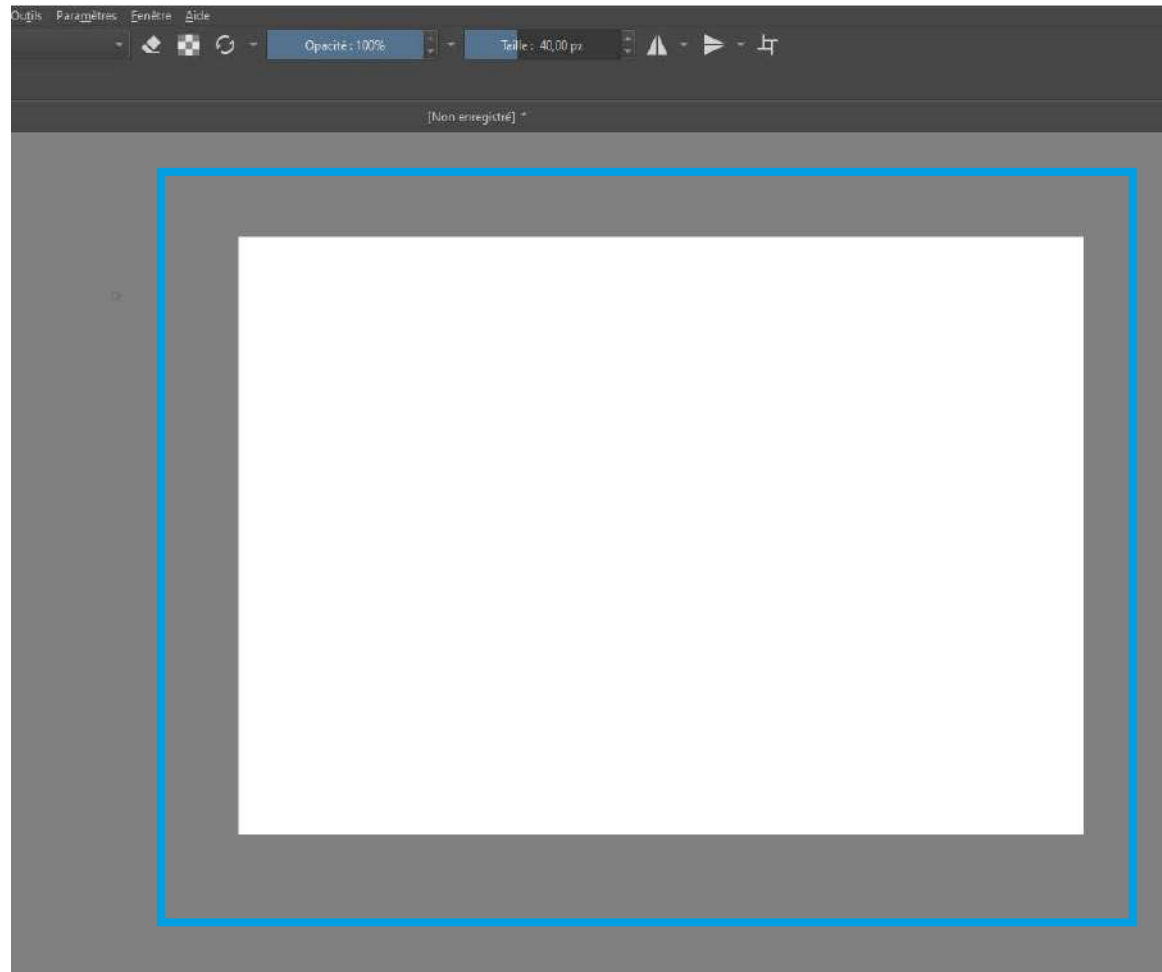 Outils Paramètres Fenêtre Aide
Opacité : 100% Taille : 40,00 px
[Non enregistré] *